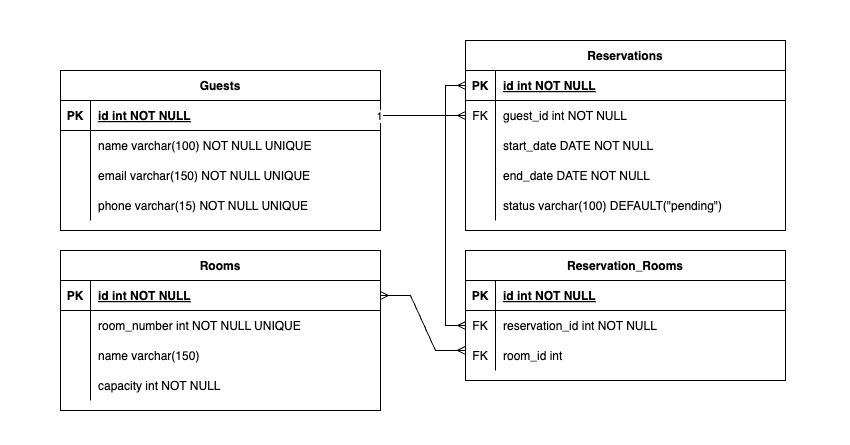 Guests
PK id int NOT NULL
name varchar(100) NOT NULL UNIQUE
email varchar(150) NOT NULL UNIQUE
phone varchar(15) NOT NULL UNIQUE
1
Reservations
PK id int NOT NULL
FK guest_id int NOT NULL
start_date DATE NOT NULL
end_date DATE NOT NULL
status varchar(100) DEFAULT("pending")
Rooms
PK id int NOT NULL
room_number int NOT NULL UNIQUE
name varchar(150)
capacity int NOT NULL
Reservation_Rooms
PK id int NOT NULL
FK reservation_id int NOT NULL
FK room_id int